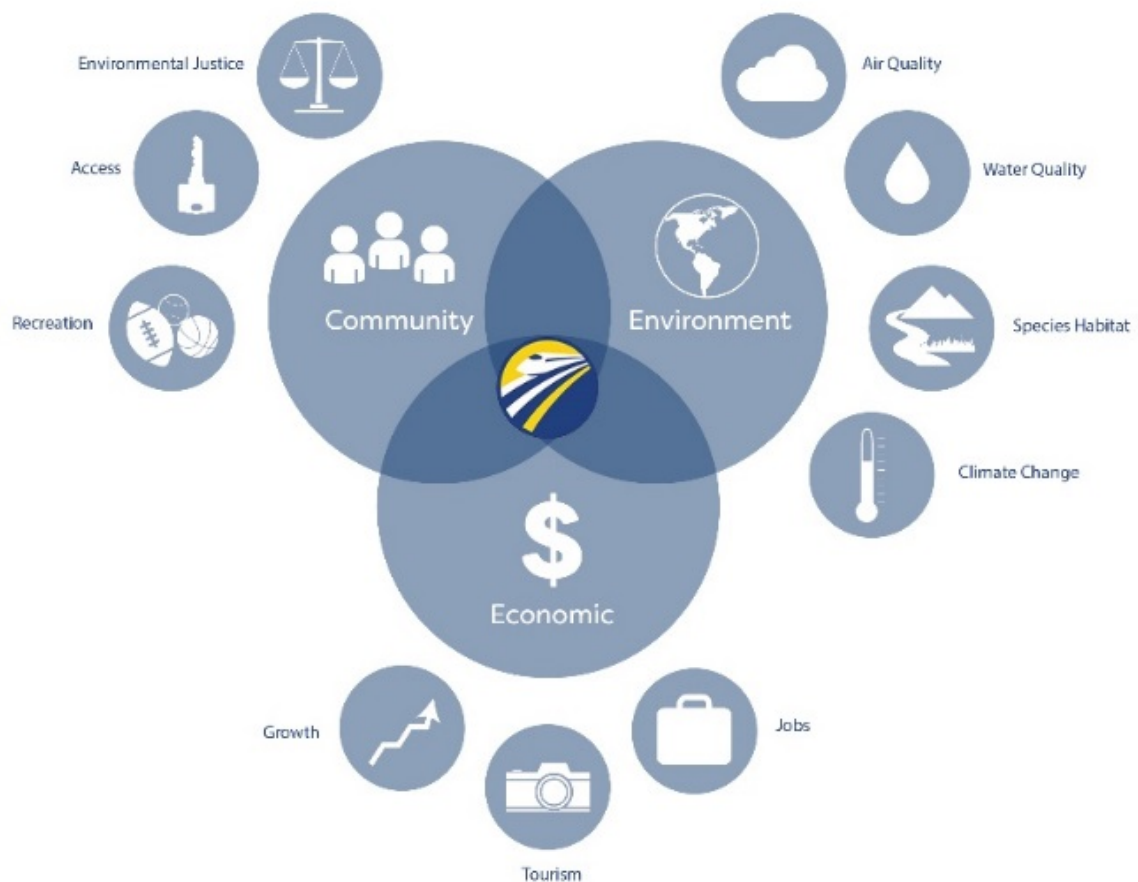 Environmental Justice
Air Quality
Access
Water Quality
Community
Environment
Recreation
Species Habitat
Climate Change
$
Economic
Growth
Jobs
Tourism